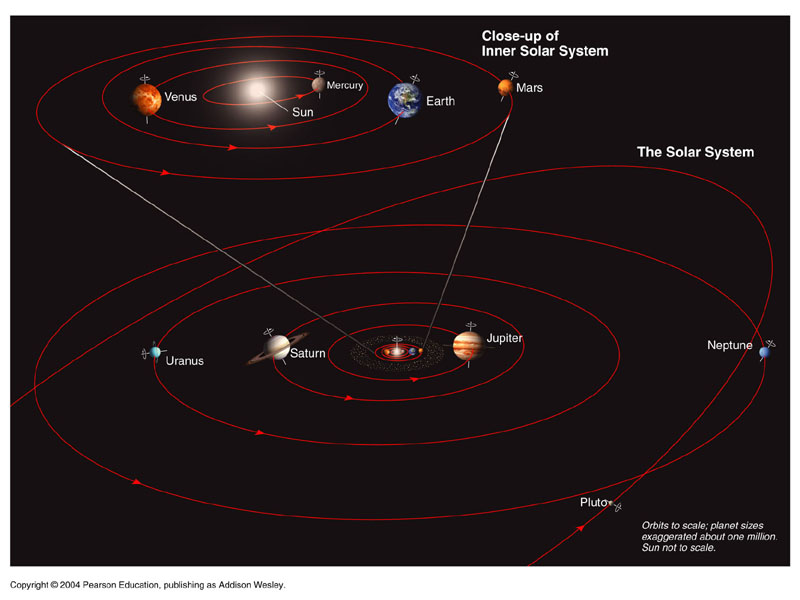 Close-up of
Inner Solar System
Mercury
Venus
Earth
Mars
Sun
The Solar System
Jupiter
Neptune
Saturn
Uranus
Pluto
Orbits to scale; planet sizes
exaggerated about one million.
Sun not to scale.
Copyright © 2004 Pearson Education, publishing as Addison Wesley.